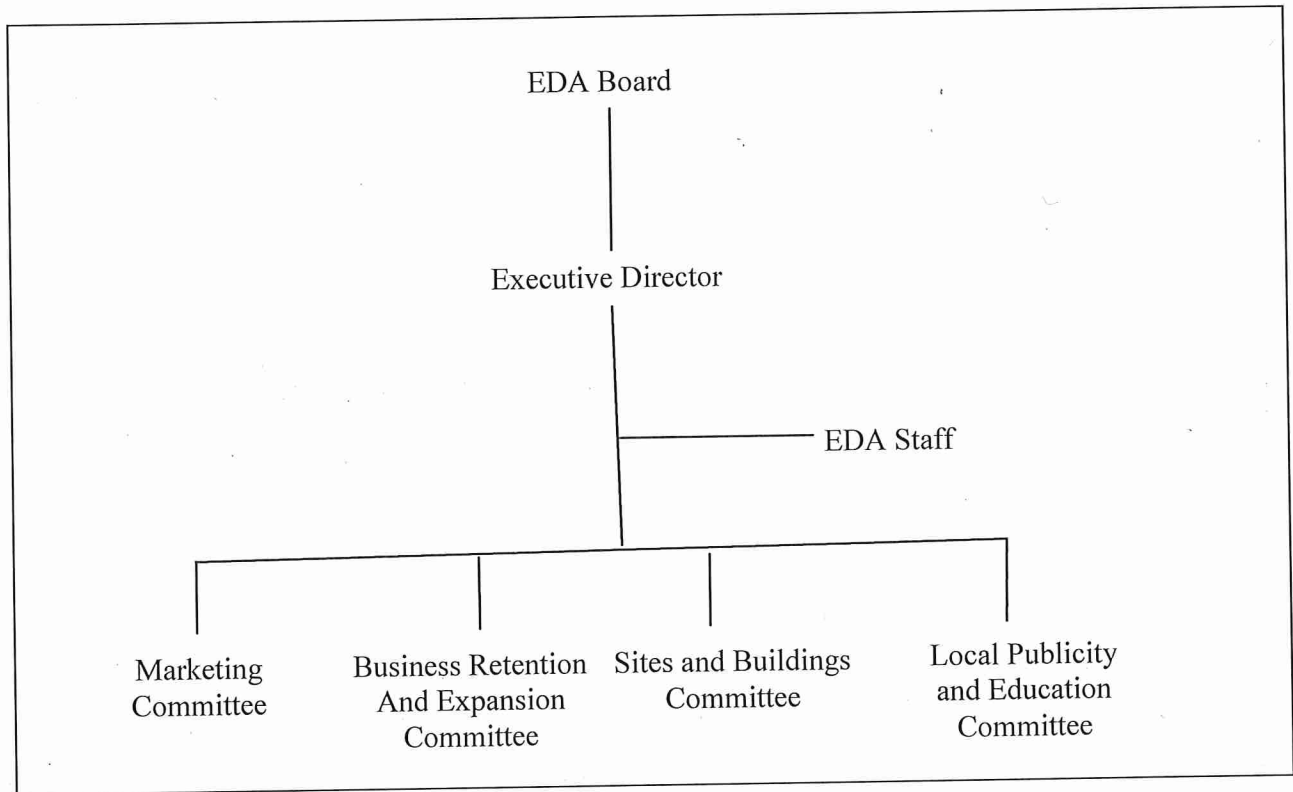 EDA Board
Executive Director
EDA Staff
Marketing
Committee
Business Retention
And Expansion
Committee
Sites and Buildings
Committee
Local Publicity
and Education
Committee